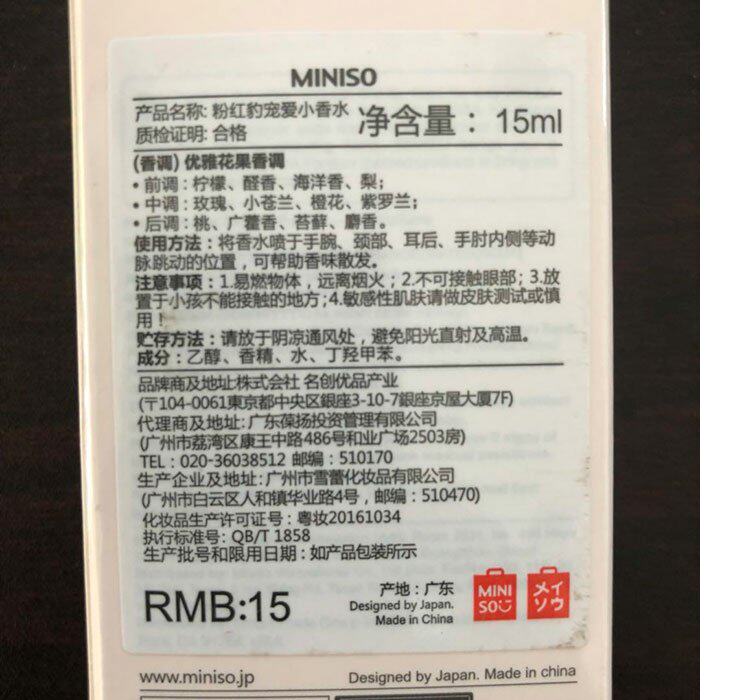 MINISO
产品名称: 粉红豹宠爱小香水
质检证明: 合格
净含量： 15ml
(香调) 优雅花果香调
• 前调：柠檬、醛香、海洋香、梨；
• 中调：玫瑰、小苍兰、橙花、紫罗兰；
• 后调：桃、广藿香、苔藓、麝香。
使用方法：将香水喷于手腕、颈部、耳后、手肘内侧等动
脉跳动的位置，可帮助香味散发。
注意事项：1.易燃物体，远离烟火；2.不可接触眼部；3.放
置于小孩不能接触的地方；4.敏感性肌肤请做皮肤测试或慎
用！
贮存方法：请放于阴凉通风处，避免阳光直射及高温。
成分：乙醇、香精、水、丁羟甲苯。
品牌商及地址:株式会社 名创优品产业
(〒104-0061東京都中央区銀座3-10-7銀座京屋大厦7F)
代理商及地址: 广东葆扬投资管理有限公司
(广州市荔湾区康王中路486号和业广场2503房)
TEL：020-36038512 邮编：510170
生产企业及地址: 广州市雪蕾化妆品有限公司
(广州市白云区人和镇华业路4号，邮编：510470)
化妆品生产许可证号：粤妆20161034
执行标准号: QB/T 1858
生产批号和限用日期：如产品包装所示
RMB:15
产地：广东
Designed by Japan.
Made in China
MINI
SO
メイ
ソウ
www.miniso.jp
Designed by Japan. Made in china